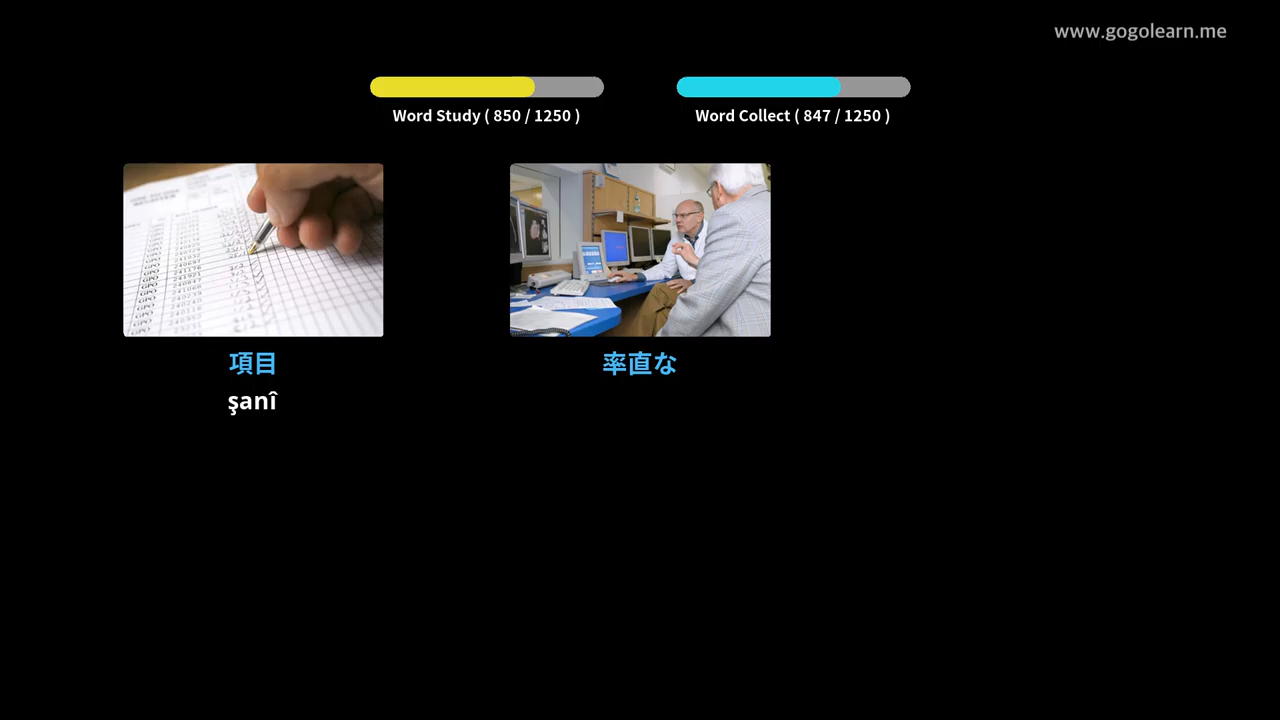 www.gogolearn.me
Word Study ( 850 / 1250 )
Word Collect ( 847 / 1250 )
項目
şanî
率直な